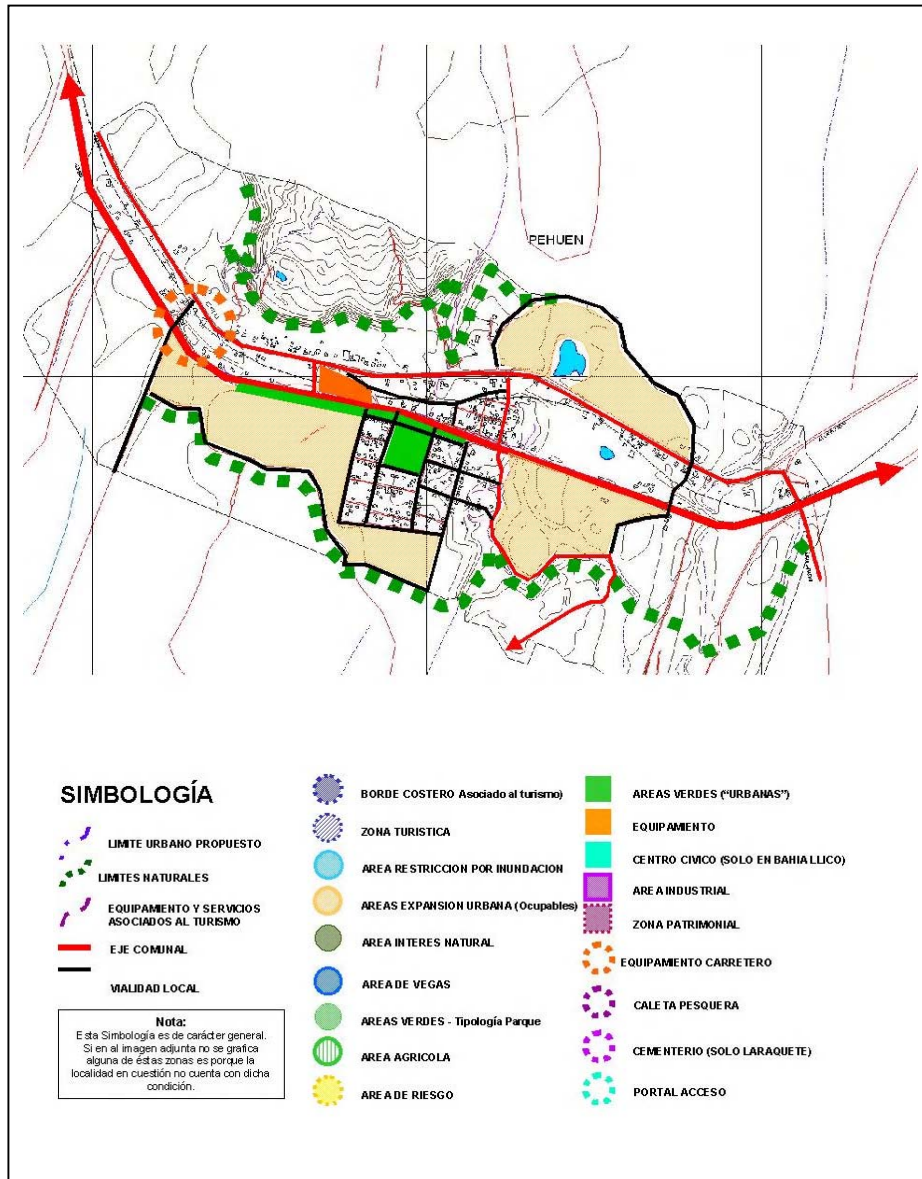 PEHUEN
SIMBOLOGÍA
LIMITE URBANO PROPUESTO
LIMITES NATURALES
EQUIPAMIENTO Y SERVICIOS
ASOCIADOS AL TURISMO
EJE COMUNAL
VIALIDAD LOCAL
Nota:
Esta Simbología es de carácter general.
Si en al imagen adjunta no se grafica
alguna de éstas zonas es porque la
localidad en cuestión no cuenta con dicha
condición.
BORDE COSTERO Asociado al turismo)
ZONA TURISTICA
AREA RESTRICCION POR INUNDACION
AREAS EXPANSION URBANA (Ocupables)
AREA INTERES NATURAL
AREA DE VEGAS
AREAS VERDES - Tipología Parque
AREA AGRICOLA
AREA DE RIESGO
AREAS VERDES ("URBANAS")
EQUIPAMIENTO
CENTRO CIVICO (SOLO EN BAHIA LLICO)
AREA INDUSTRIAL
ZONA PATRIMONIAL
EQUIPAMIENTO CARRETERO
CALETA PESQUERA
CEMENTERIO (SOLO LARAQUETE)
PORTAL ACCESO